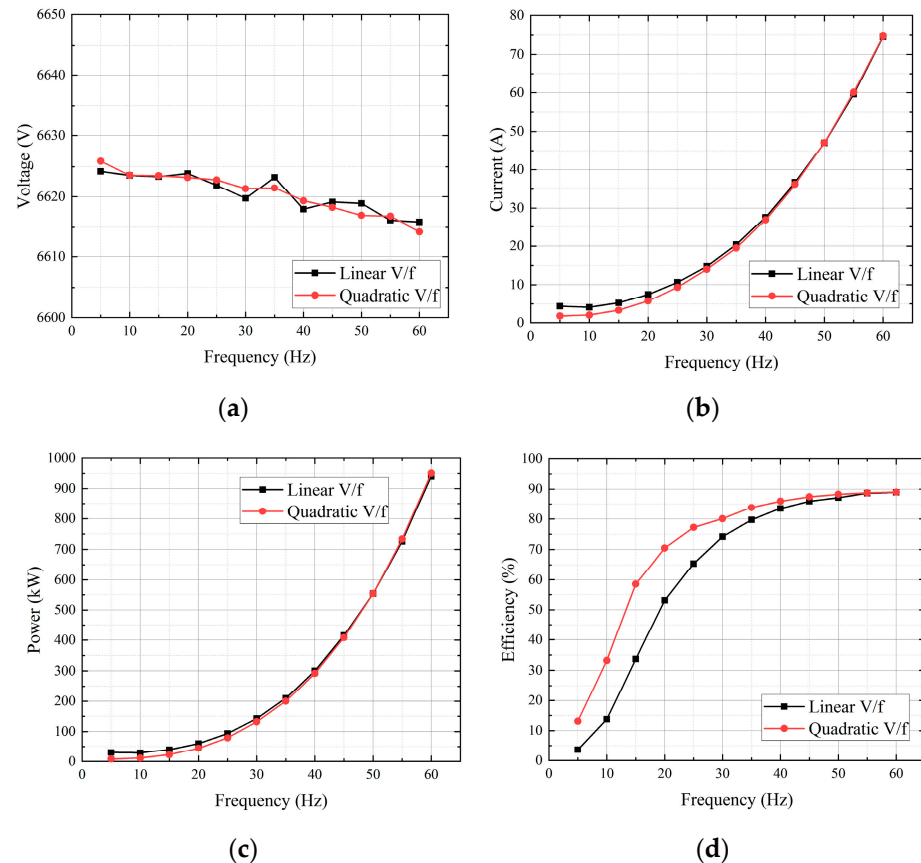 6650
6640
6630
6620
6610
6600
0 10 20 30 40 50 60
Voltage (V)
Frequency (Hz)
Linear V/f
Quadratic V/f
(a)
80
70
60
50
40
30
20
10
0
0 10 20 30 40 50 60
Current (A)
Frequency (Hz)
Linear V/f
Quadratic V/f
(b)
1000
900
800
700
600
500
400
300
200
100
0
0 10 20 30 40 50 60
Power (kW)
Frequency (Hz)
Linear V/f
Quadratic V/f
(c)
100
90
80
70
60
50
40
30
20
10
0
0 10 20 30 40 50 60
Efficiency (%)
Frequency (Hz)
Linear V/f
Quadratic V/f
(d)